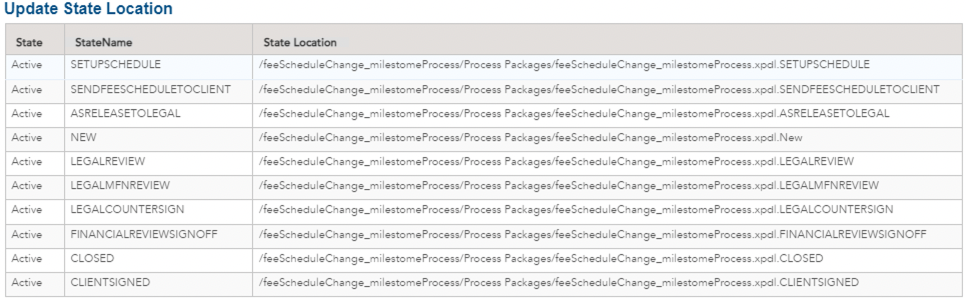 Update State Location
State StateName State Location
Active SETUPSCHEDULE /feeScheduleChange_milestomeProcess/Process Packages/feeScheduleChange_milestomeProcess.xpdl.SETUPSCHEDULE
Active SENDFEESCHEDULETOCLIENT /feeScheduleChange_milestomeProcess/Process Packages/feeScheduleChange_milestomeProcess.xpdl.SENDFEESCHEDULETOCLIENT
Active ASRELEASETOLEGAL /feeScheduleChange_milestomeProcess/Process Packages/feeScheduleChange_milestomeProcess.xpdl.ASRELEASETOLEGAL
Active NEW /feeScheduleChange_milestomeProcess/Process Packages/feeScheduleChange_milestomeProcess.xpdl.New
Active LEGALREVIEW /feeScheduleChange_milestomeProcess/Process Packages/feeScheduleChange_milestomeProcess.xpdl.LEGALREVIEW
Active LEGALMFNREVIEW /feeScheduleChange_milestomeProcess/Process Packages/feeScheduleChange_milestomeProcess.xpdl.LEGALMFNREVIEW
Active LEGALCOUNTERSIGN /feeScheduleChange_milestomeProcess/Process Packages/feeScheduleChange_milestomeProcess.xpdl.LEGALCOUNTERSIGN
Active FINANCIALREVIEWSIGNOFF /feeScheduleChange_milestomeProcess/Process Packages/feeScheduleChange_milestomeProcess.xpdl.FINANCIALREVIEWSIGNOFF
Active CLOSED /feeScheduleChange_milestomeProcess/Process Packages/feeScheduleChange_milestomeProcess.xpdl.CLOSED
Active CLIENTSIGNED /feeScheduleChange_milestomeProcess/Process Packages/feeScheduleChange_milestomeProcess.xpdl.CLIENTSIGNED